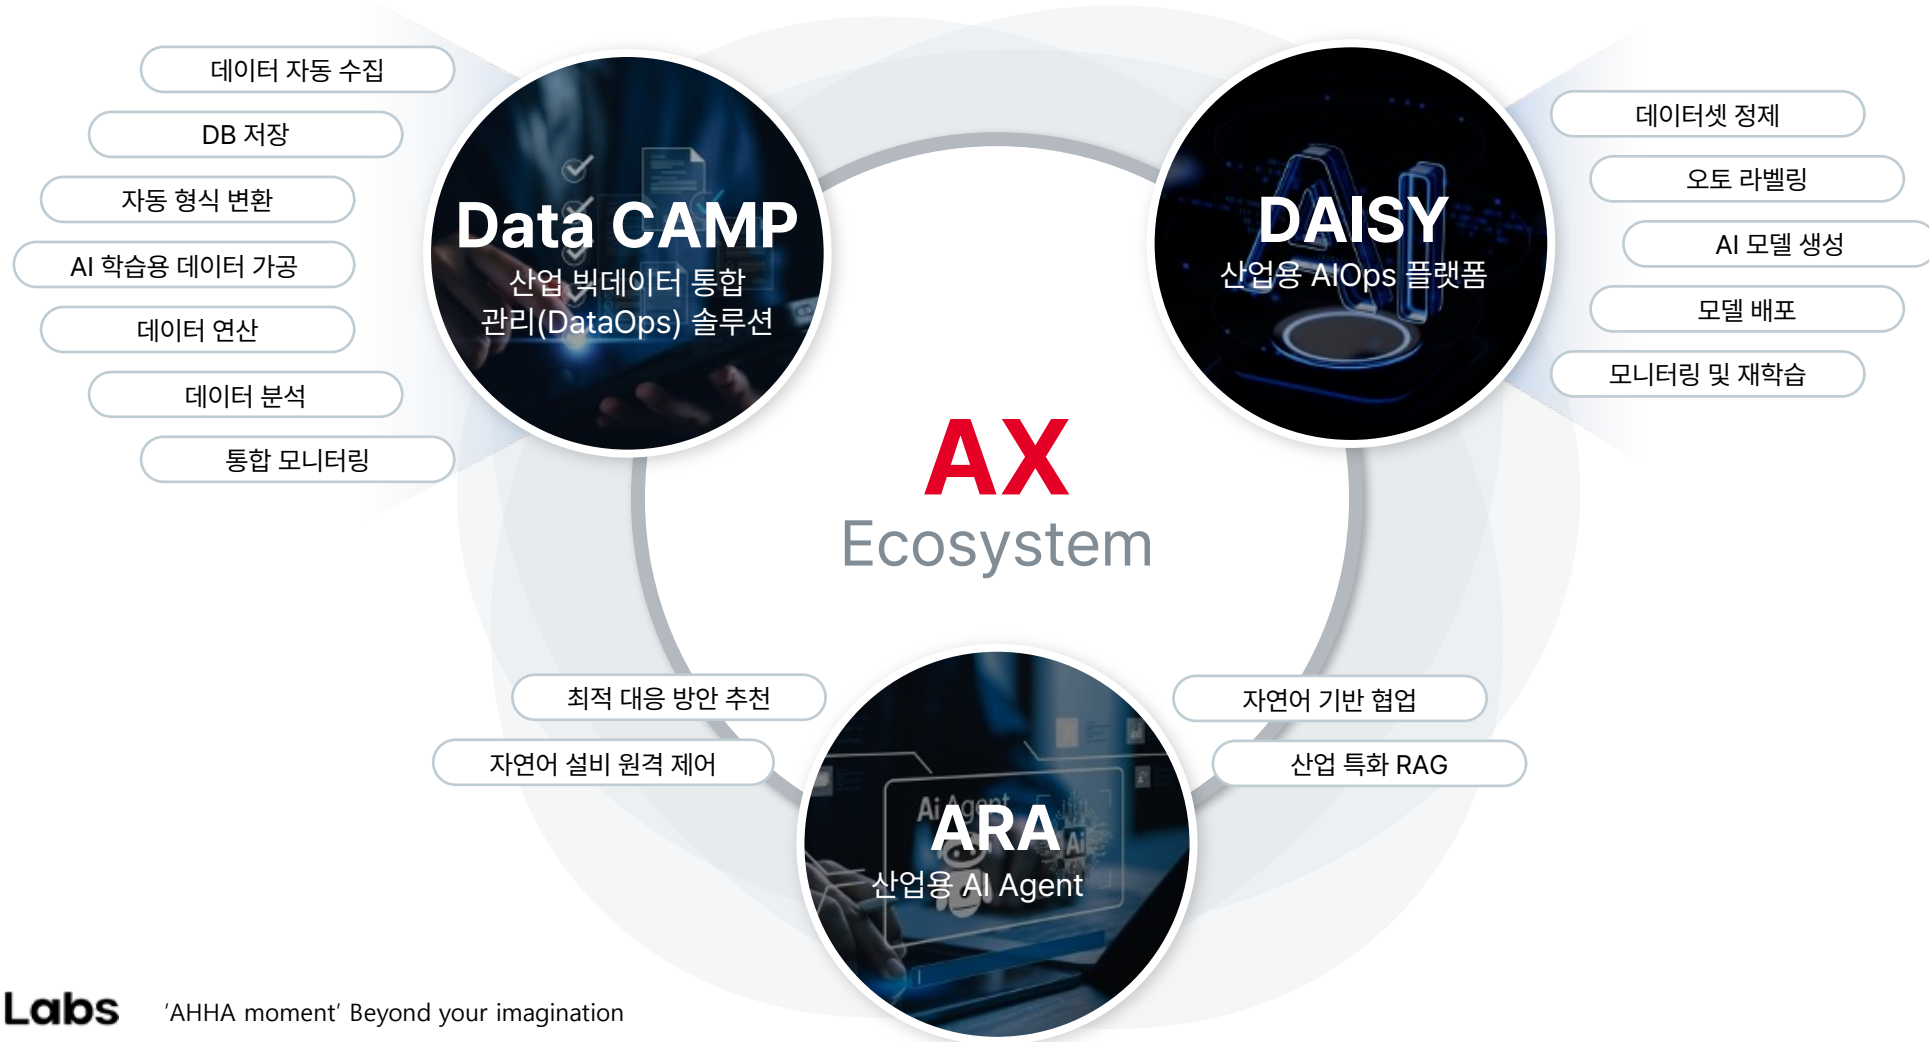 데이터 자동 수집
DB 저장
자동 형식 변환
AI 학습용 데이터 가공
데이터 연산
데이터 분석
통합 모니터링
Data CAMP
산업 빅데이터 통합
관리(DataOps) 솔루션
DAISY
산업용 AIOps 플랫폼
데이터셋 정제
오토 라벨링
AI 모델 생성
모델 배포
모니터링 및 재학습
AX
Ecosystem
최적 대응 방안 추천
자연어 설비 원격 제어
자연어 기반 협업
산업 특화 RAG
Ai Agent
Ai
ARA
산업용 AI Agent
Labs
'AHHA moment' Beyond your imagination